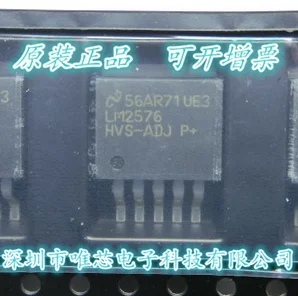 原装正品 可开增票
56AR71UE3
LM2576
HVS-ADJ P+
深圳市唯芯电子科技有限公司